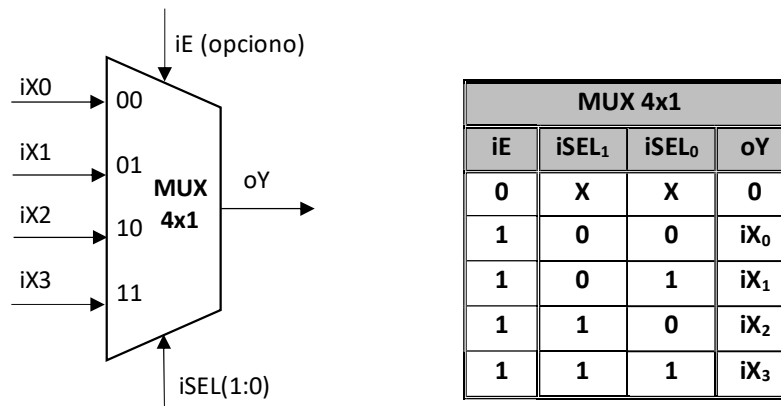 iE (opciono)
iX0
00
iX1
01
MUX
4x1
oY
iX2
10
iX3
11
iSEL(1:0)
MUX 4x1
iE iSEL₁ iSEL₀ oY
0 X X 0
1 0 0 iX₀
1 0 1 iX₁
1 1 0 iX₂
1 1 1 iX₃